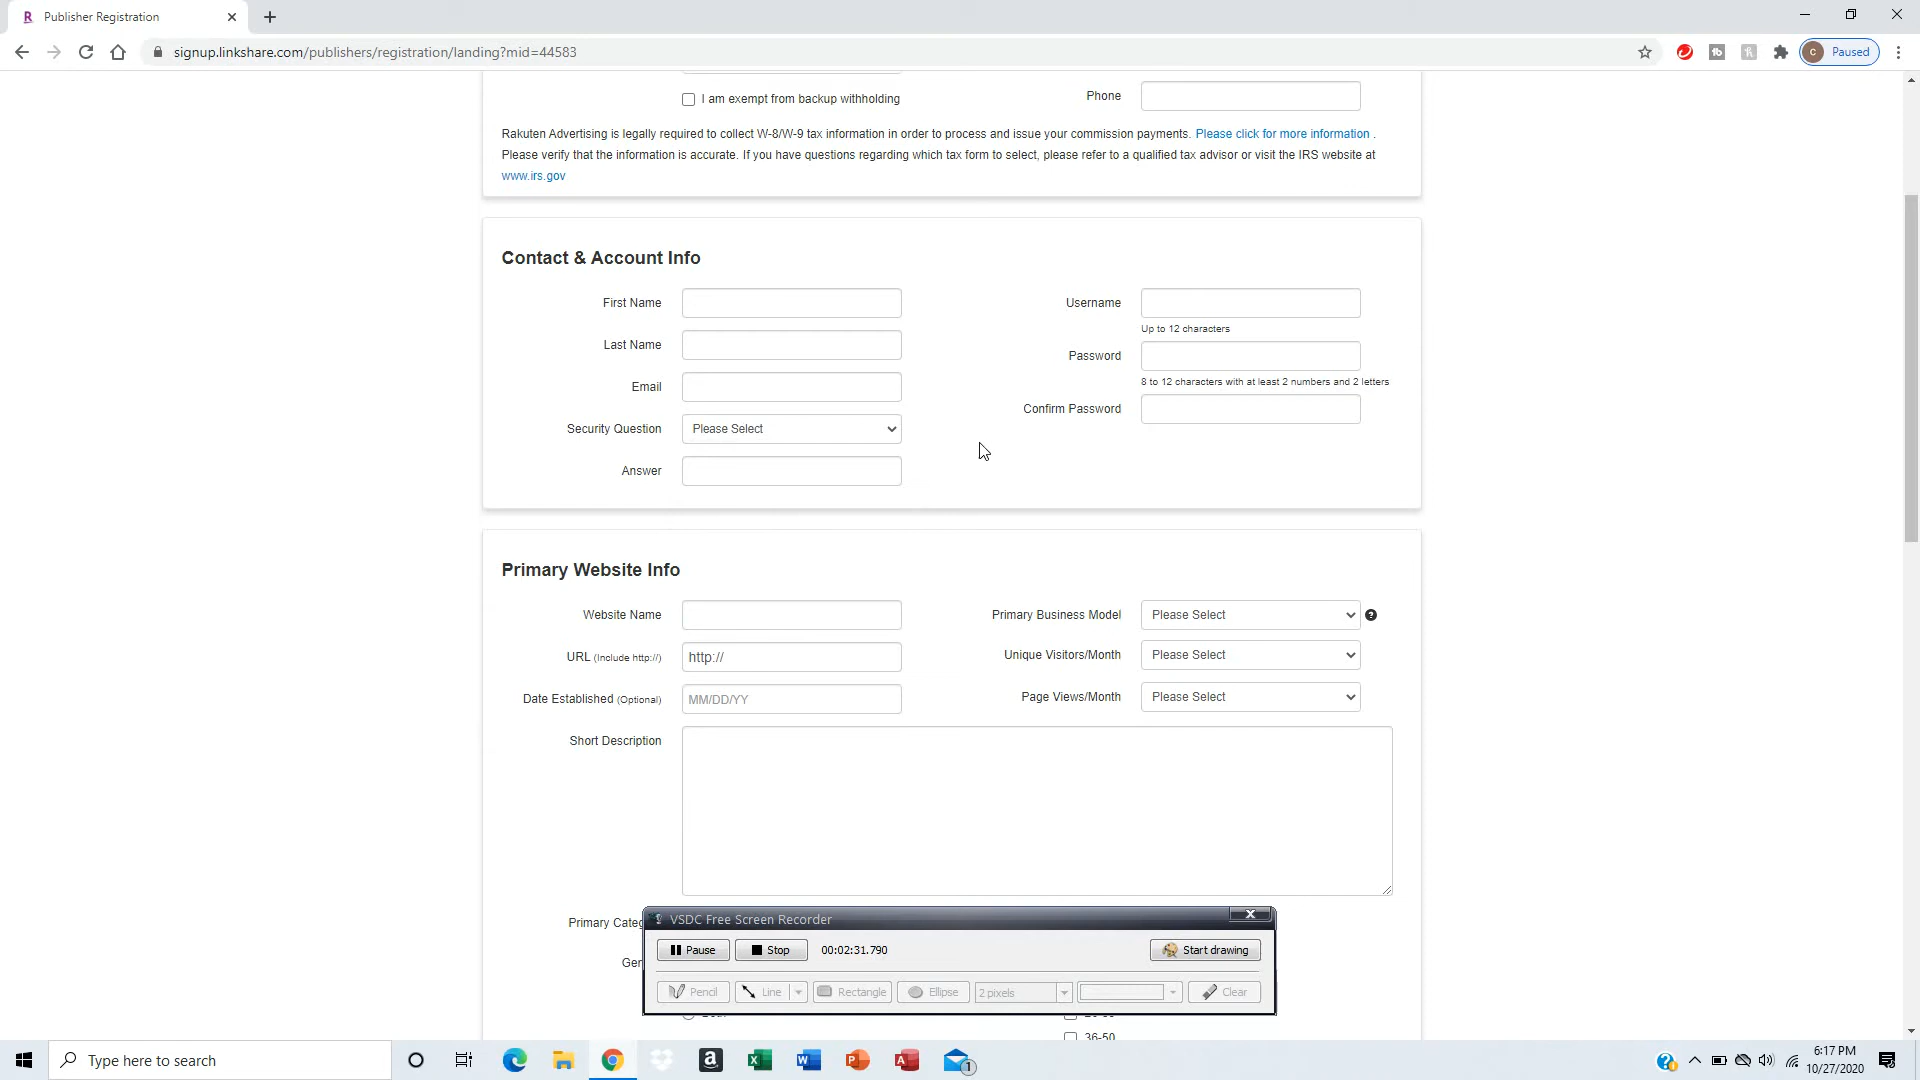 Publisher Registration
signup.linkshare.com/publishers/registration/landing?mid=44583
C Paused
I am exempt from backup withholding
Phone
Rakuten Advertising is legally required to collect W-8/W-9 tax information in order to process and issue your commission payments. Please click for more information .
Please verify that the information is accurate. If you have questions regarding which tax form to select, please refer to a qualified tax advisor or visit the IRS website at
www.irs.gov
Contact & Account Info
First Name
Username
Up to 12 characters
Last Name
Password
8 to 12 characters with at least 2 numbers and 2 letters
Email
Confirm Password
Security Question Please Select
Answer
Primary Website Info
Website Name
Primary Business Model Please Select
URL (Include http://) http://
Unique Visitors/Month Please Select
Date Established (Optional) MM/DD/YY
Page Views/Month Please Select
Short Description
Primary
VSDC Free Screen Recorder
Pause Stop 00:02:31.790 Start drawing
Pencil Line Rectangle Ellipse 2 pixels Clear
36-50
Type here to search
1
6:17 PM
10/27/2020